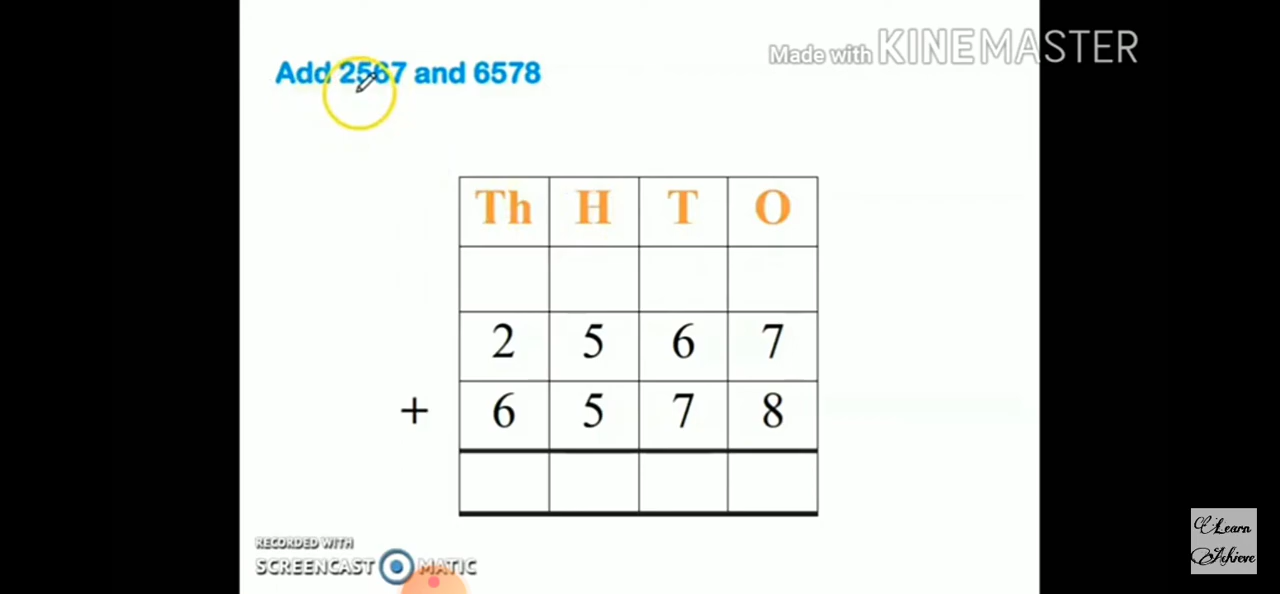 Made with KINEMASTER
Add 2567 and 6578
Th H T O
2 5 6 7
+ 6 5 7 8
RECORDED WITH
SCREENCAST MATIC
Learn
Achieve